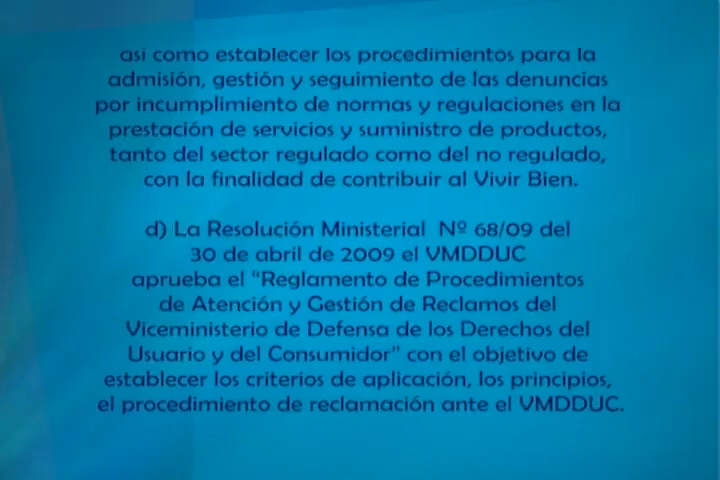 así como establecer los procedimientos para la
admisión, gestión y seguimiento de las denuncias
por incumplimiento de normas y regulaciones en la
prestación de servicios y suministro de productos,
tanto del sector regulado como del no regulado,
con la finalidad de contribuir al Vivir Bien.
d) La Resolución Ministerial Nº 68/09 del
30 de abril de 2009 el VMDDUC
aprueba el “Reglamento de Procedimientos
de Atención y Gestión de Reclamos del
Viceministerio de Defensa de los Derechos del
Usuario y del Consumidor” con el objetivo de
establecer los criterios de aplicación, los principios,
el procedimiento de reclamación ante el VMDDUC.